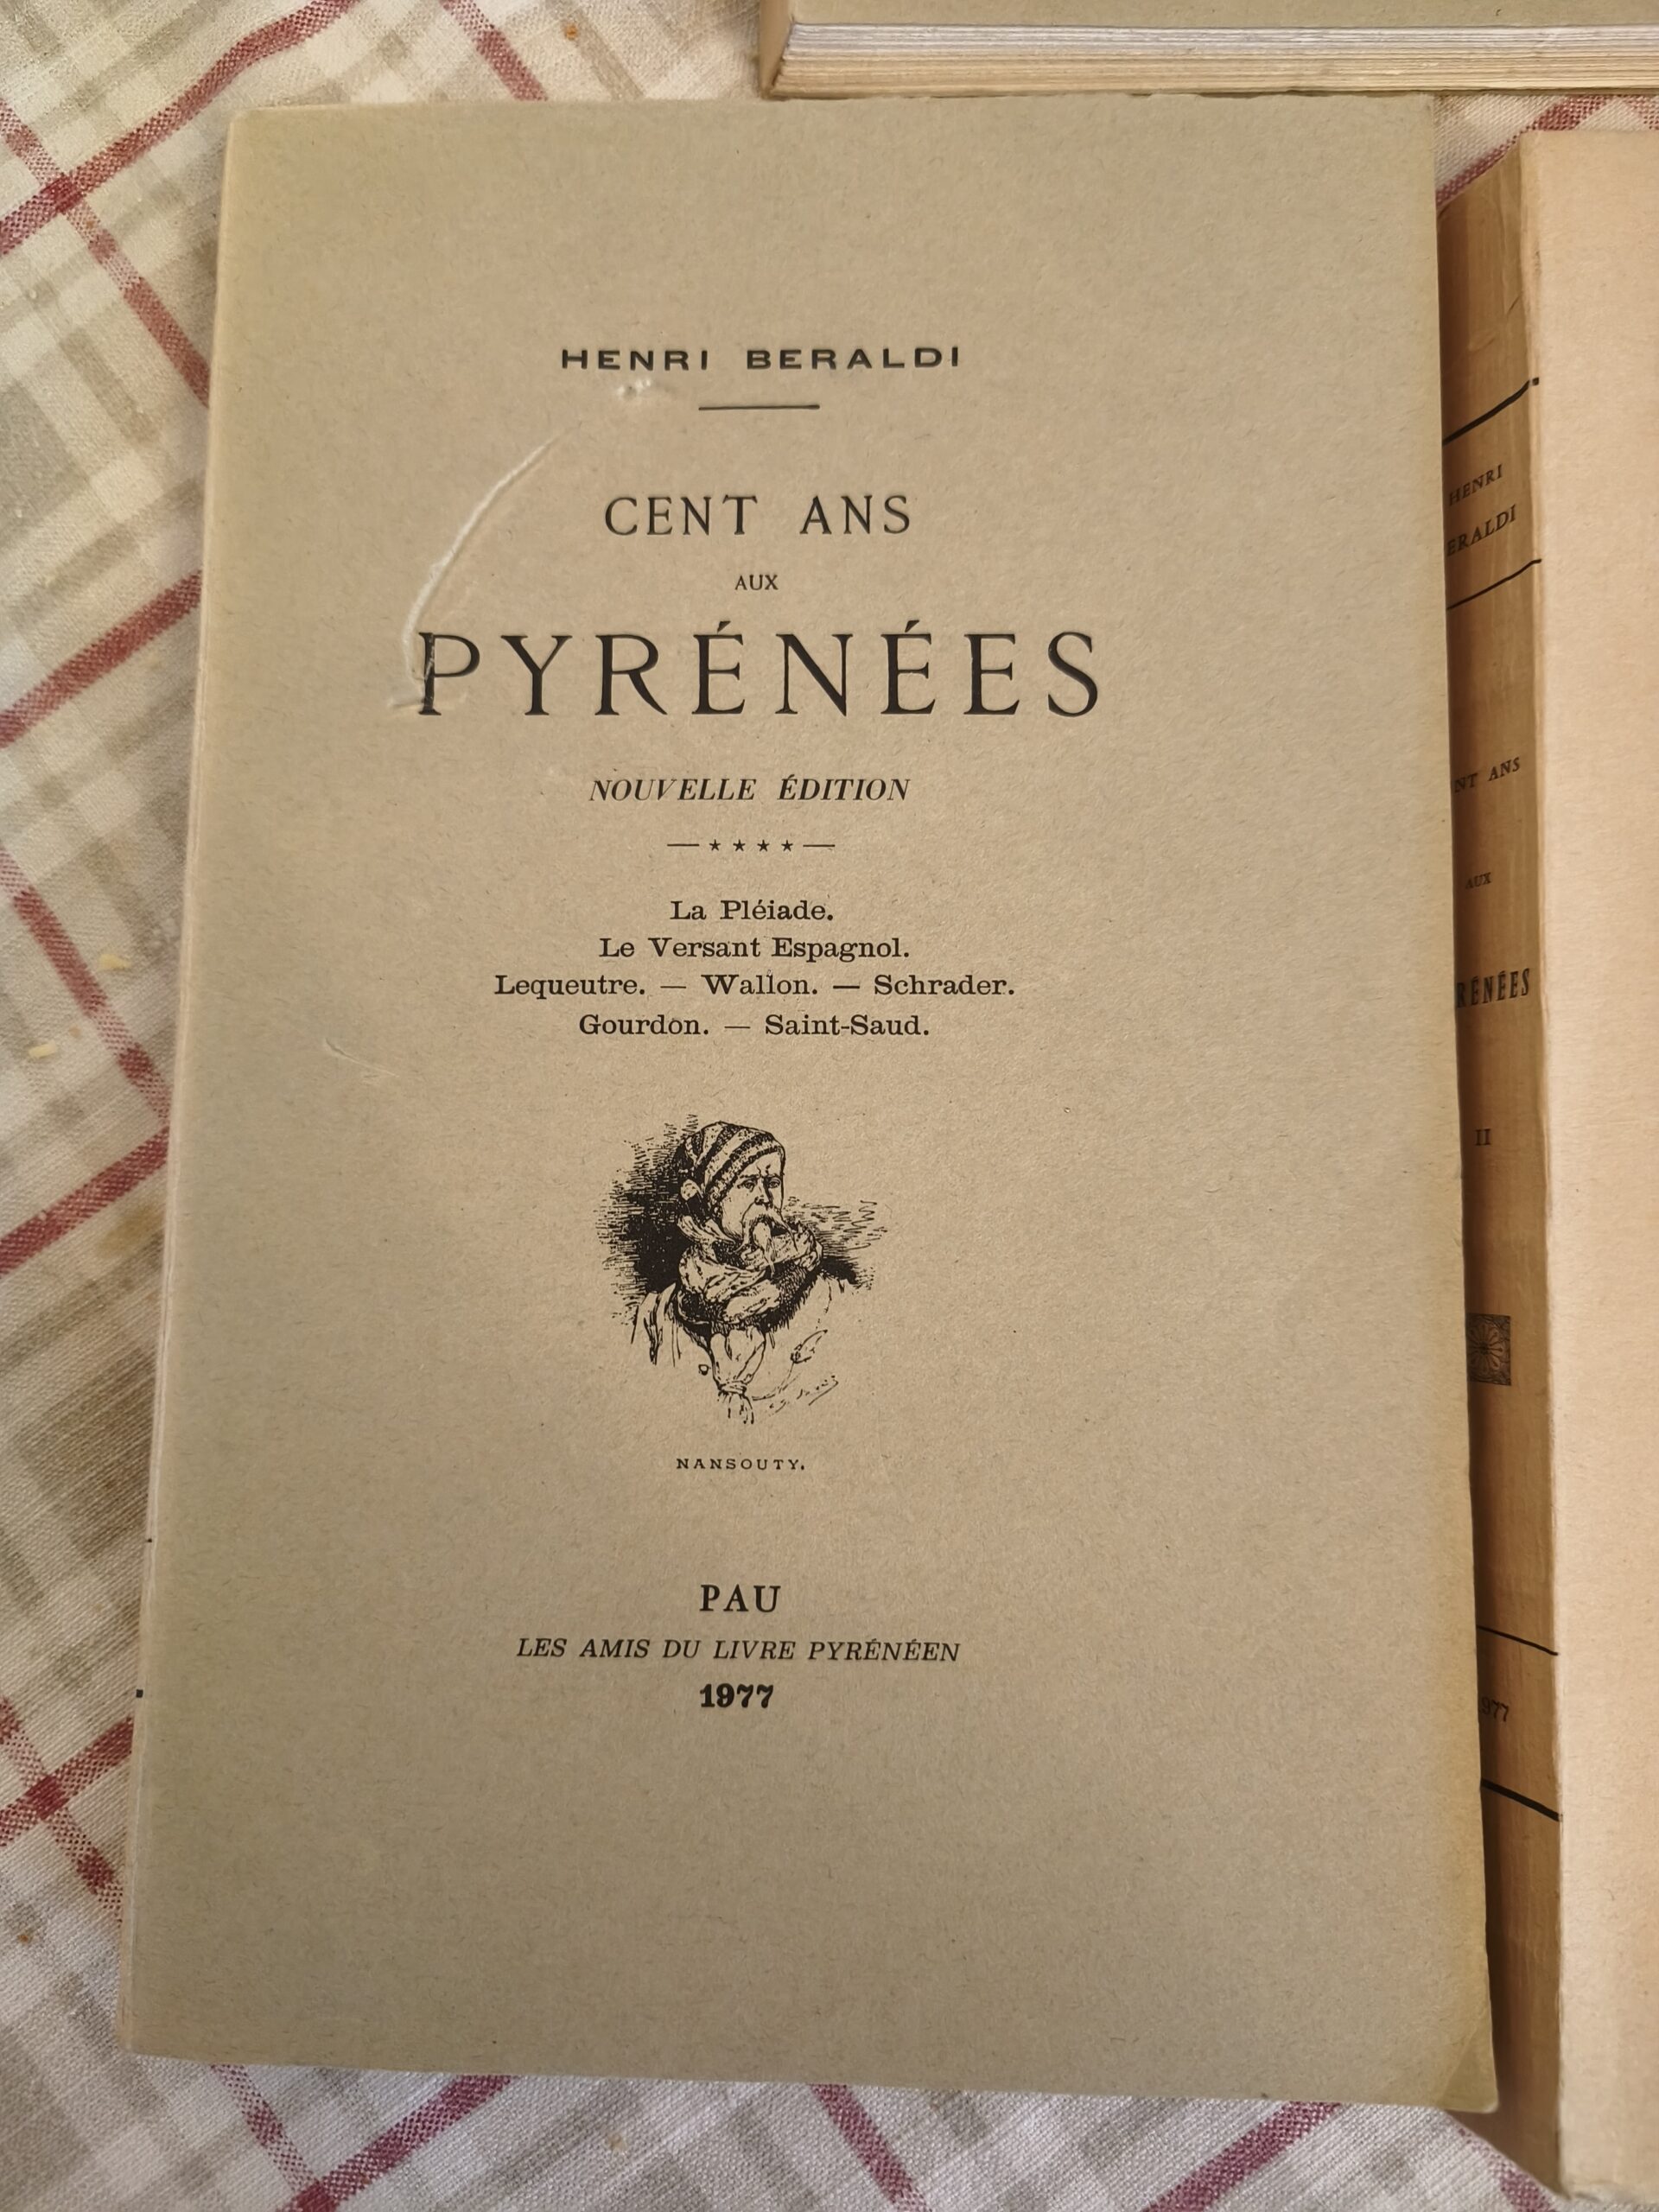 HENRI BERALDI
CENT ANS
AUX
PYRÉNÉES
NOUVELLE ÉDITION
— ★ ★ ★ ★ —
La Pléiade.
Le Versant Espagnol.
Lequeutre. — Wallon. — Schrader.
Gourdon. — Saint-Saud.
NANSOUTY.
PAU
LES AMIS DU LIVRE PYRÉNÉEN
1977
HENRI
ERALDI
NT ANS
AUX
RÉNÉES
II
977